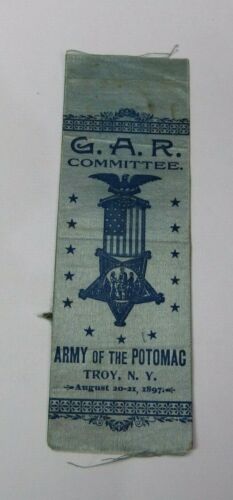 G. A. R.
COMMITTEE.
ARMY OF THE POTOMAC
TROY, N. Y.
August 20-21, 1897.